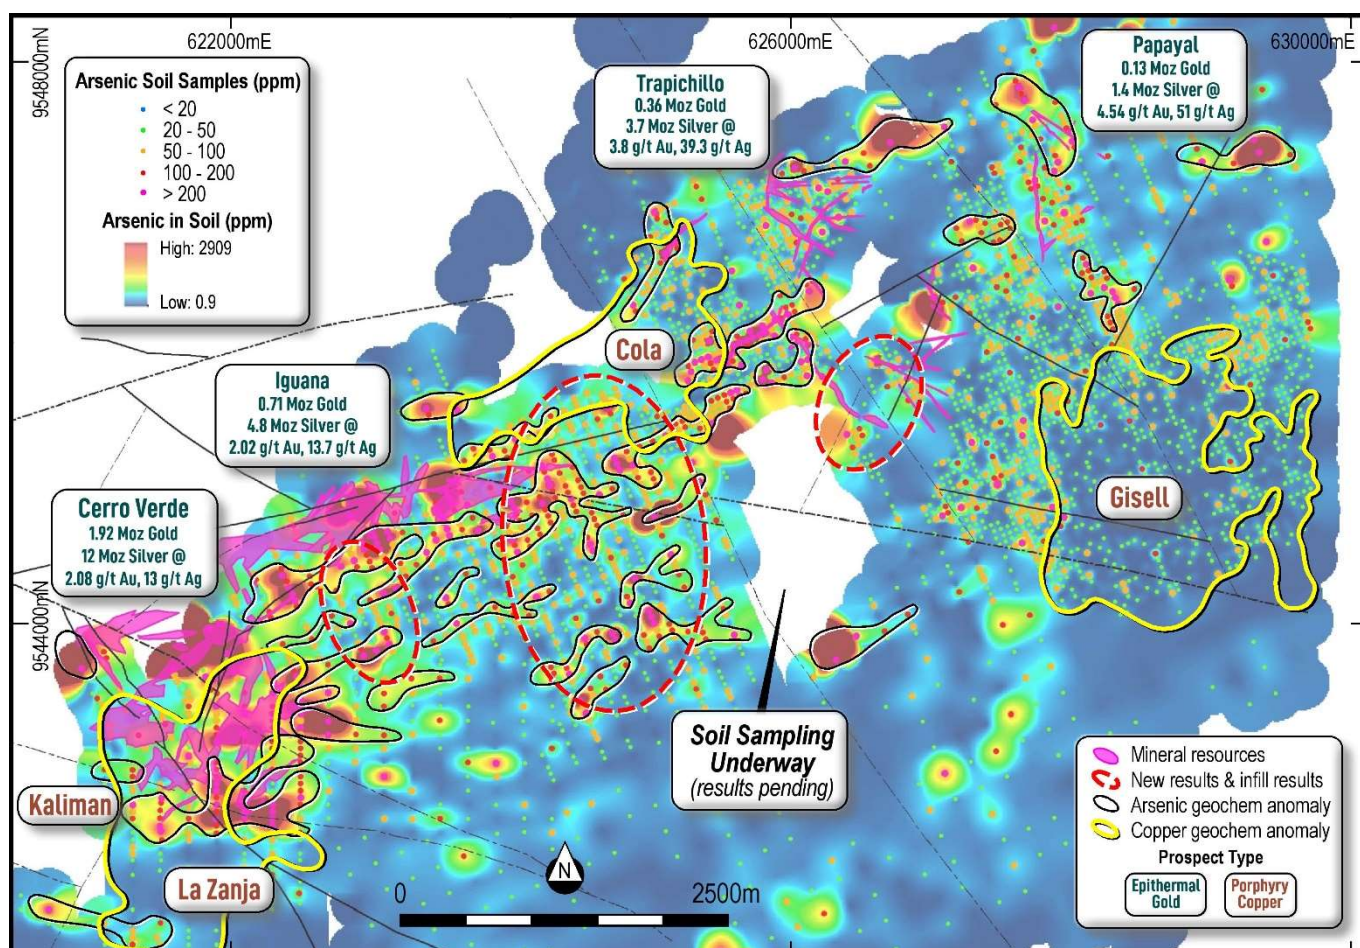 622000mE
626000mE
630000mE
9548000mN
9544000mN
Arsenic Soil Samples (ppm)
< 20
20 - 50
50 - 100
100 - 200
> 200
Arsenic in Soil (ppm)
High: 2909
Low: 0.9
Trapichillo
0.36 Moz Gold
3.7 Moz Silver @
3.8 g/t Au, 39.3 g/t Ag
Papayal
0.13 Moz Gold
1.4 Moz Silver @
4.54 g/t Au, 51 g/t Ag
Cola
Iguana
0.71 Moz Gold
4.8 Moz Silver @
2.02 g/t Au, 13.7 g/t Ag
Cerro Verde
1.92 Moz Gold
12 Moz Silver @
2.08 g/t Au, 13 g/t Ag
Gisell
Soil Sampling
Underway
(results pending)
Kaliman
La Zanja
N
0
2500m
Mineral resources
New results & infill results
Arsenic geochem anomaly
Copper geochem anomaly
Prospect Type
Epithermal
Gold
Porphyry
Copper